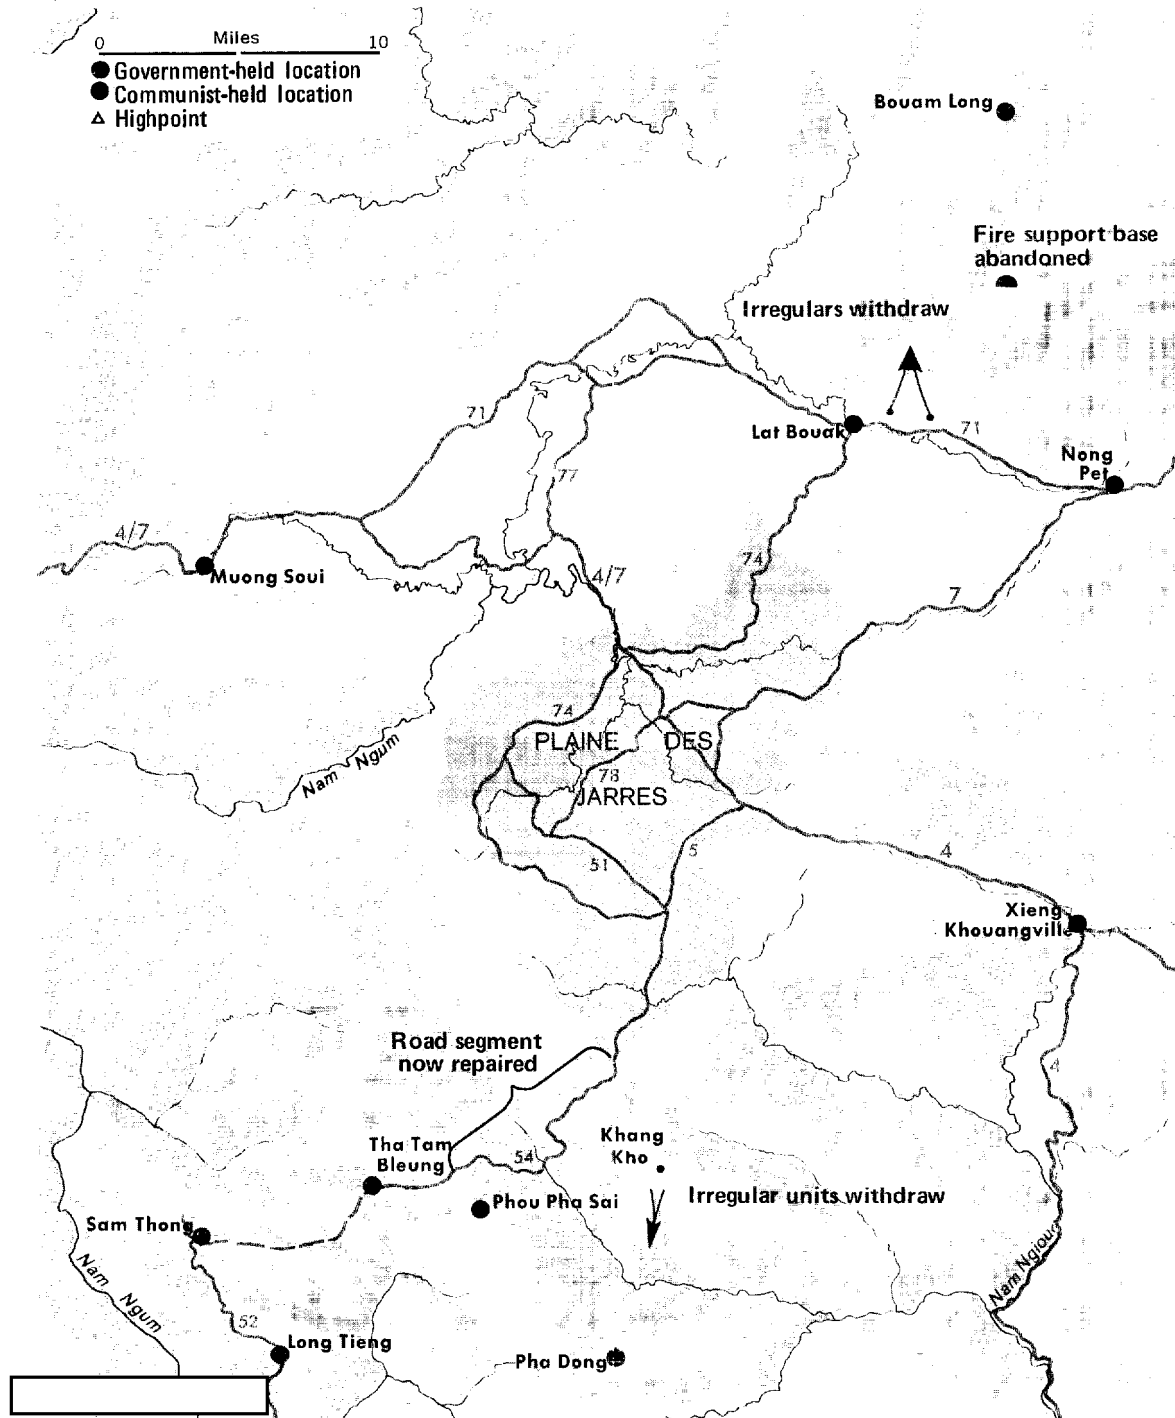 Miles
0 10
Government-held location
Communist-held location
Highpoint
Bouam Long
Fire support base
abandoned
Irregulars withdraw
71
Lat Bouak
71
Nong
Pet
77
4/7
Muong Soui
4/7
74
7
74
PLAINE DES
78
JARRES
Nam Ngum
51
5
4
Xieng
Khouangville
Road segment
now repaired
4
Tha Tam
Bleung
54
Khang
Kho
Phou Pha Sai
Irregular units withdraw
Sam Thong
Nam Ngum
Nam Ngiou
52
Long Tieng
Pha Dong